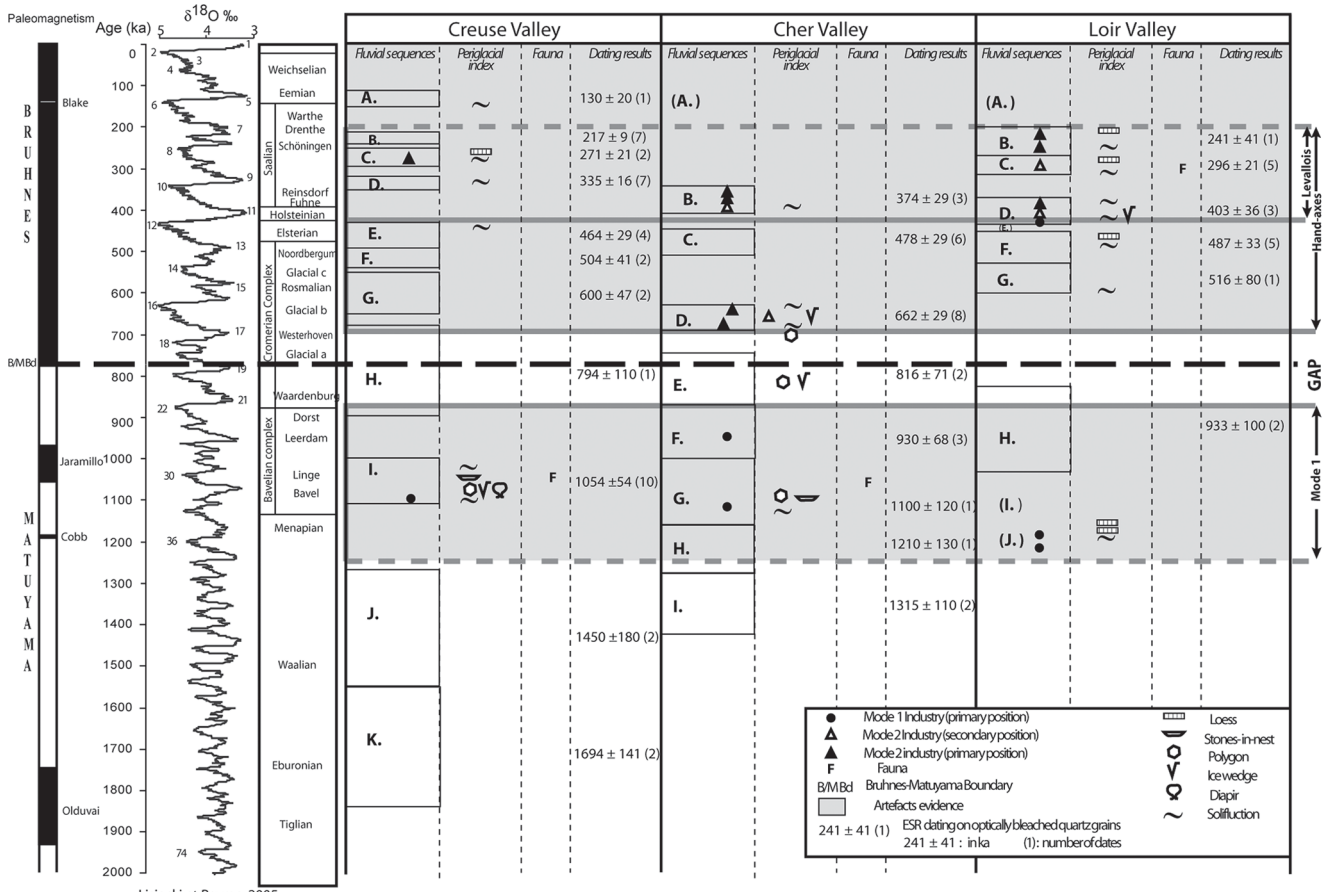 Paleomagnetism
Age (ka)
δ18O ‰
5 4 3
Creuse Valley
Cher Valley
Loir Valley
Fluvial sequences
Periglacial index
Fauna
Dating results
Fluvial sequences
Periglacial index
Fauna
Dating results
Fluvial sequences
Periglacial index
Fauna
Dating results
BRUHNES
MATUYAMA
Blake
B/MBd
Jaramillo
Cobb
Olduvai
0
100
200
300
400
500
600
700
800
900
1000
1100
1200
1300
1400
1500
1600
1700
1800
1900
2000
1
2
3
4
5
6
7
8
9
10
11
12
13
14
15
16
17
18
19
21
22
30
36
74
Weichselian
Eemian
Saalian
Warthe
Drenthe
Schöningen
Reinsdorf
Fuhne
Holsteinian
Elsterian
Cromerian Complex
Noordbergum
Glacial c
Rosmalian
Glacial b
Westerhoven
Glacial a
Waardenburg
Bavelian complex
Dorst
Leerdam
Linge
Bavel
Menapian
Waalian
Eburonian
Tiglian
A. 130 ± 20 (1)
B. 217 ± 9 (7)
C. 271 ± 21 (2)
D. 335 ± 16 (7)
E. 464 ± 29 (4)
F. 504 ± 41 (2)
G. 600 ± 47 (2)
H. 794 ± 110 (1)
I. F 1054 ±54 (10)
J. 1450 ±180 (2)
K. 1694 ± 141 (2)
(A.)
B. 374 ± 29 (3)
C. 478 ± 29 (6)
D. 662 ± 29 (8)
E. 816 ± 71 (2)
F. 930 ± 68 (3)
G. F 1100 ± 120 (1)
H. 1210 ± 130 (1)
I. 1315 ± 110 (2)
(A.)
B. 241 ± 41 (1)
C. F 296 ± 21 (5)
D. 403 ± 36 (3)
(E.)
F. 487 ± 33 (5)
G. 516 ± 80 (1)
H. 933 ± 100 (2)
(I.)
(J.)
Levallois
Hand-axes
GAP
Mode 1
Mode 1 Industry (primary position)
Mode 2 Industry (secondary position)
Mode 2 industry (primary position)
F Fauna
B/MBd Bruhnes-Matuyama Boundary
Artefacts evidence
241 ± 41 (1) ESR dating on optically bleached quartz grains
241 ± 41 : in ka (1): number of dates
Loess
Stones-in-nest
Polygon
Ice wedge
Diapir
Solifluction